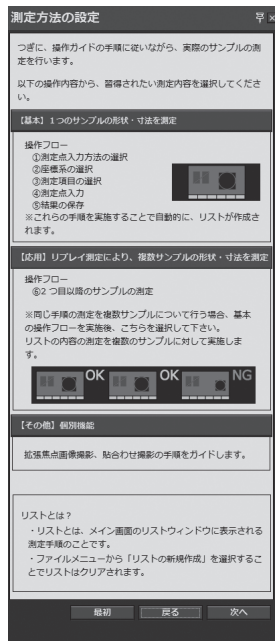 測定方法の設定
つぎに、操作ガイドの手順に従いながら、実際のサンプルの測
定を行います。
以下の操作内容から、習得されたい測定内容を選択してくださ
い。
【基本】1つのサンプルの形状・寸法を測定
操作フロー
①測定点入力方法の選択
②座標系の選択
③測定項目の選択
④測定点入力
⑤結果の保存
※これらの手順を実施することで自動的に、リストが作成さ
れます。
【応用】リプレイ測定により、複数サンプルの形状・寸法を測定
操作フロー
⑥2つ目以降のサンプルの測定
※同じ手順の測定を複数サンプルについて行う場合、基本
の操作フローを実施後、こちらを選択して下さい。
リストの内容の測定を複数のサンプルに対して実施しま
す。
OK OK NG
【その他】個別機能
拡張焦点画像撮影、貼合わせ撮影の手順をガイドします。
リストとは？
・リストとは、メイン画面のリストウィンドウに表示される
測定手順のことです。
・ファイルメニューから「リストの新規作成」を選択するこ
とでリストはクリアされます。
最初 戻る 次へ